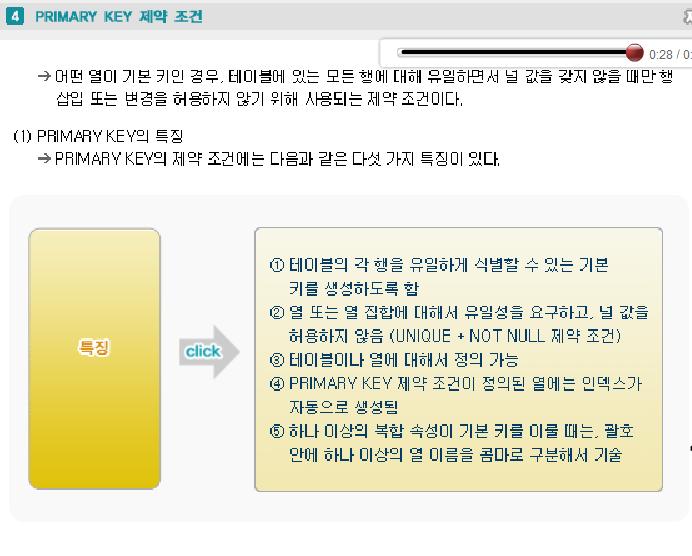 4 PRIMARY KEY 제약 조건
0:28 / 0:
→ 어떤 열이 기본 키인 경우, 테이블에 있는 모든 행에 대해 유일하면서 널 값을 갖지 않을 때만 행
삽입 또는 변경을 허용하지 않기 위해 사용되는 제약 조건이다.
(1) PRIMARY KEY의 특징
→ PRIMARY KEY의 제약 조건에는 다음과 같은 다섯 가지 특징이 있다.
특징
click
① 테이블의 각 행을 유일하게 식별할 수 있는 기본
키를 생성하도록 함
② 열 또는 열 집합에 대해서 유일성을 요구하고, 널 값을
허용하지 않음 (UNIQUE + NOT NULL 제약 조건)
③ 테이블이나 열에 대해서 정의 가능
④ PRIMARY KEY 제약 조건이 정의된 열에는 인덱스가
자동으로 생성됨
⑤ 하나 이상의 복합 속성이 기본 키를 이룰 때는, 괄호
안에 하나 이상의 열 이름을 콤마로 구분해서 기술